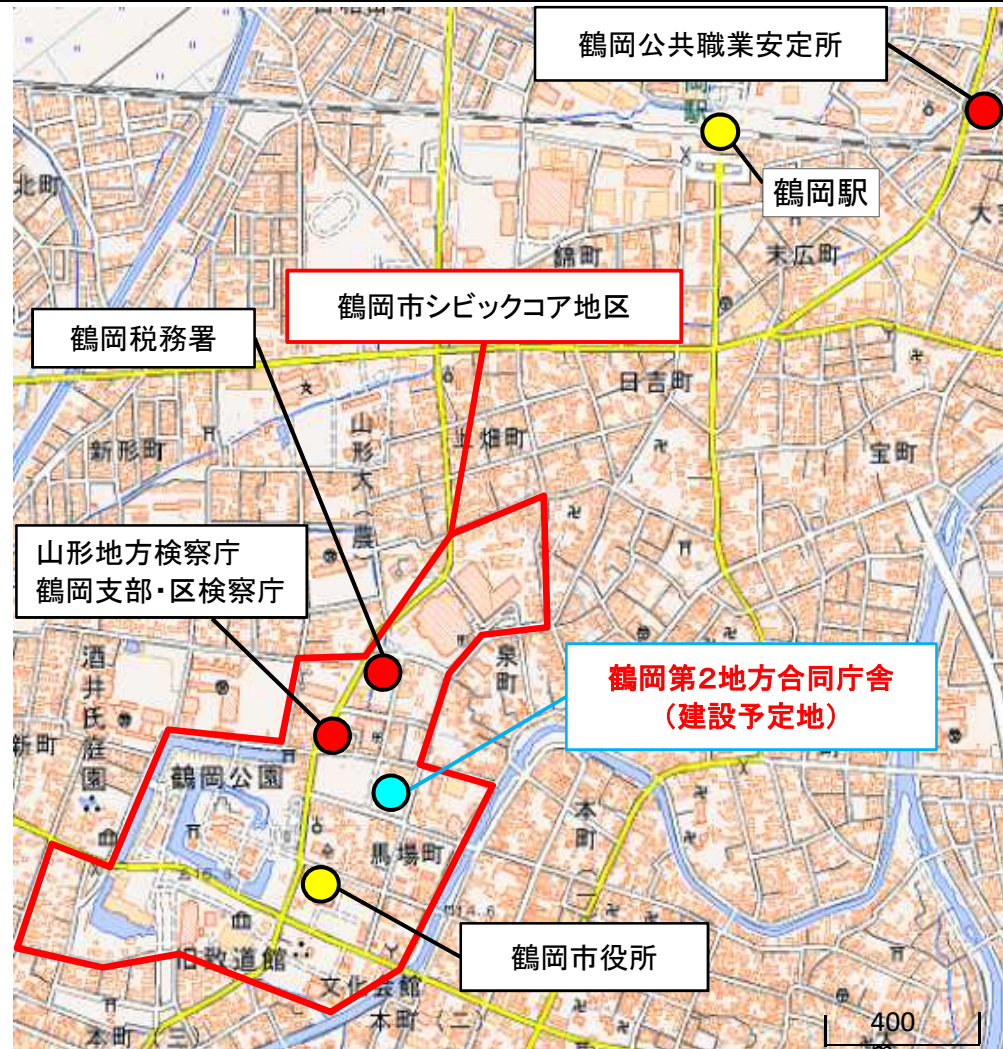 鶴岡公共職業安定所
北町
鶴岡駅
錦町
末広町
鶴岡市シビックコア地区
鶴岡税務署
日吉町
新形町
山形大(農)
上畑町
宝町
山形地方検察庁
鶴岡支部・区検察庁
酒井氏庭園
泉町
鶴岡第2地方合同庁舎
(建設予定地)
新町
鶴岡公園
本町(一)
馬場町
鶴岡市役所
旧致道館
文化会館
本町(二)
本町(三)
400